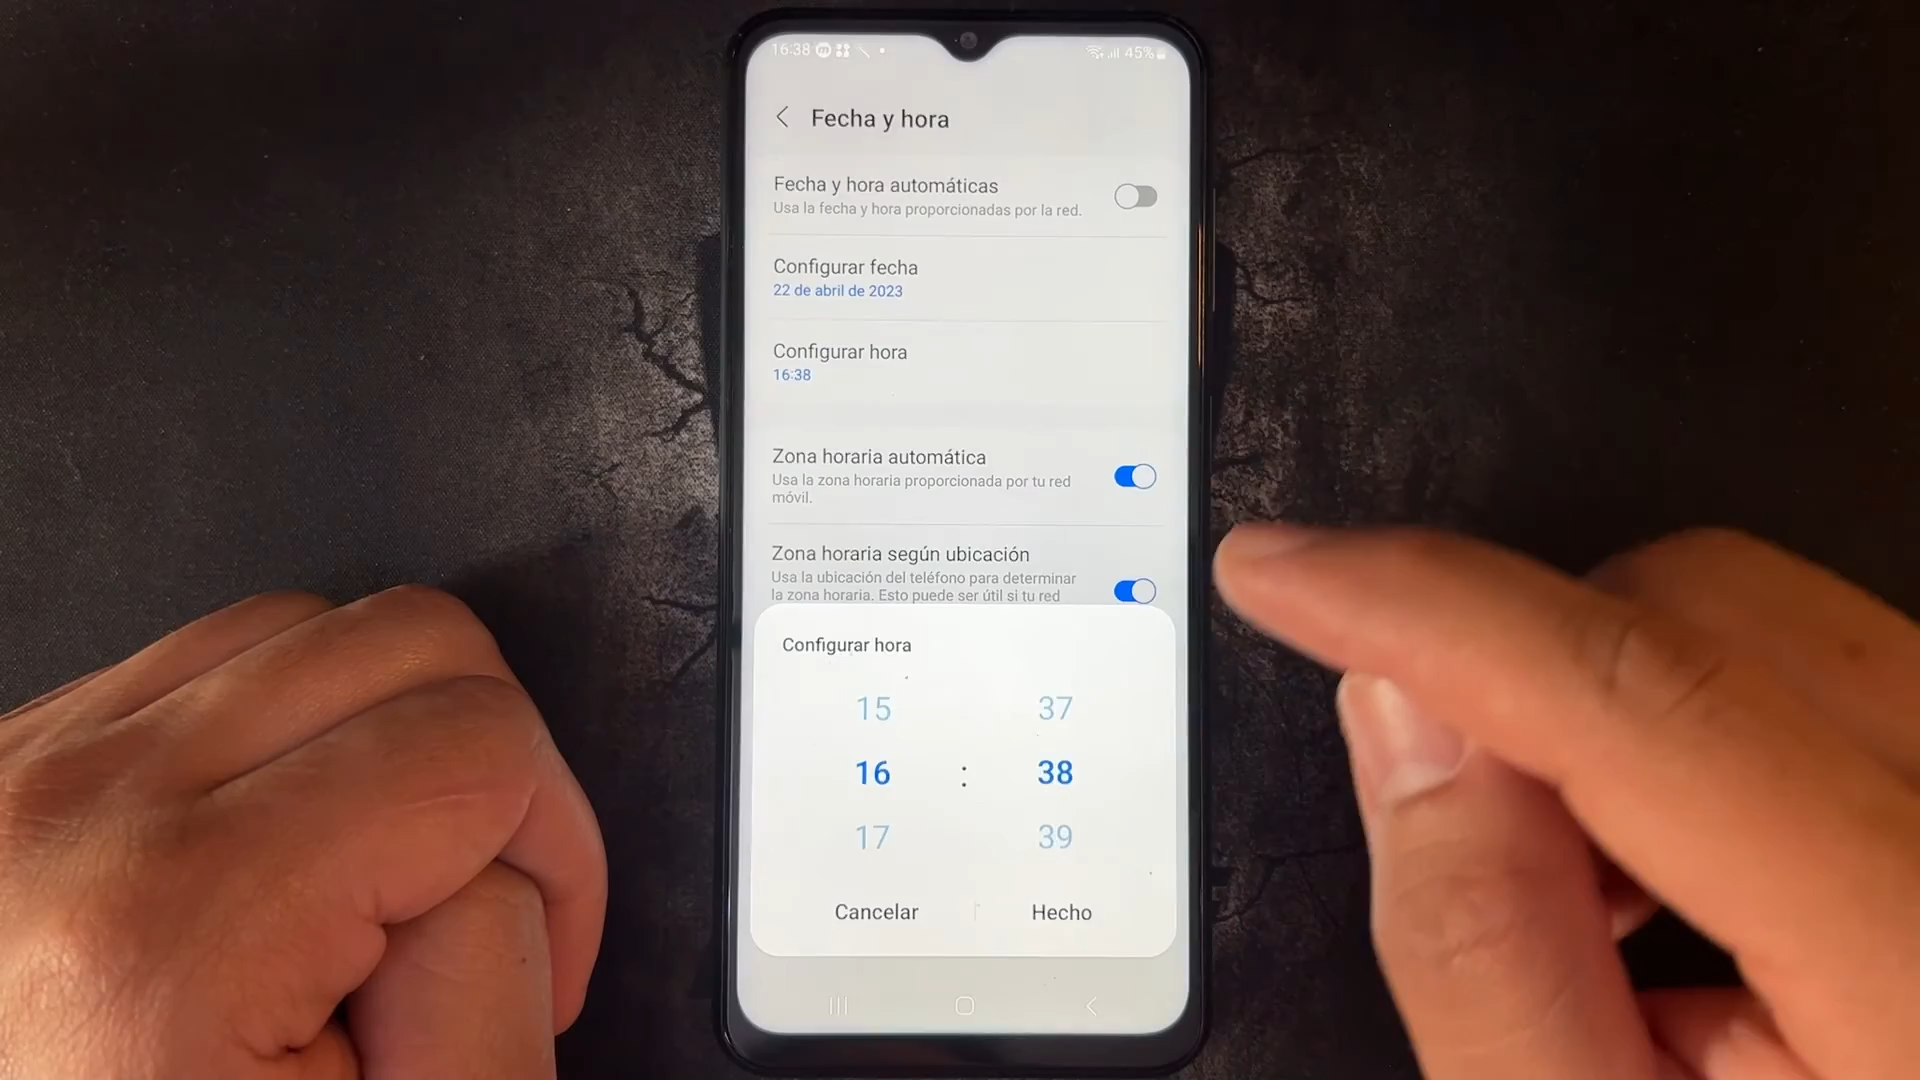 16:38
45%
Fecha y hora
Fecha y hora automáticas
Usa la fecha y hora proporcionadas por la red.
Configurar fecha
22 de abril de 2023
Configurar hora
16:38
Zona horaria automática
Usa la zona horaria proporcionada por tu red
móvil.
Zona horaria según ubicación
Usa la ubicación del teléfono para determinar
la zona horaria. Esto puede ser útil si tu red
Configurar hora
15 37
16 : 38
17 39
Cancelar Hecho